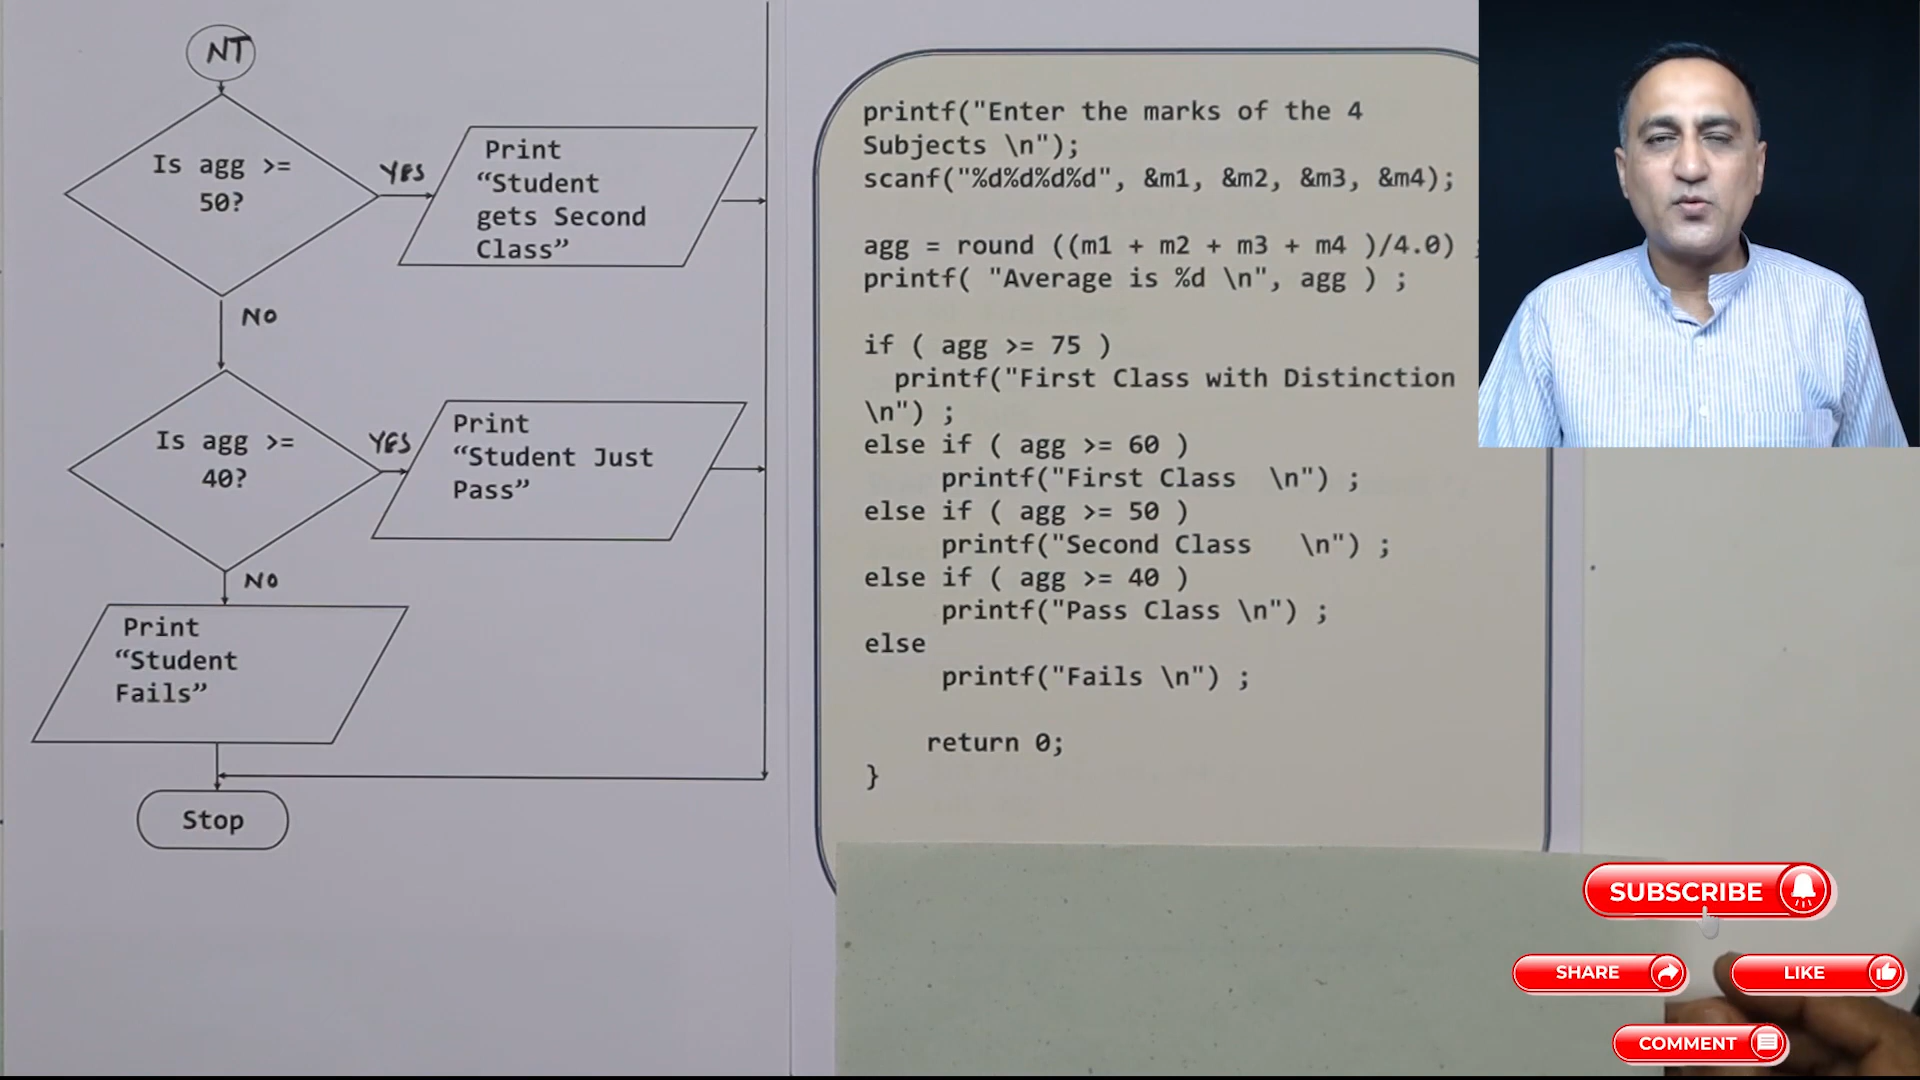 NT
Is agg >=
50?
YES
Print
“Student
gets Second
Class”
NO
Is agg >=
40?
YES
Print
“Student Just
Pass”
NO
Print
“Student
Fails”
Stop
printf("Enter the marks of the 4
Subjects \n");
scanf("%d%d%d%d", &m1, &m2, &m3, &m4);
agg = round ((m1 + m2 + m3 + m4 )/4.0) ;
printf( "Average is %d \n", agg ) ;
if ( agg >= 75 )
printf("First Class with Distinction
\n") ;
else if ( agg >= 60 )
printf("First Class  \n") ;
else if ( agg >= 50 )
printf("Second Class   \n") ;
else if ( agg >= 40 )
printf("Pass Class \n") ;
else
printf("Fails \n") ;
return 0;
}
SUBSCRIBE
SHARE
LIKE
COMMENT